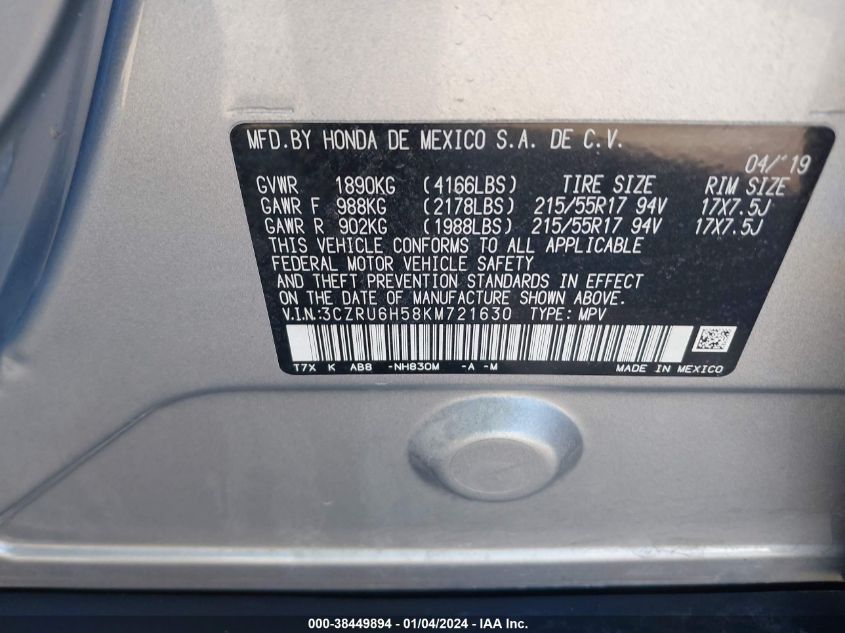 MFD.BY HONDA DE MEXICO S.A. DE C.V.
04/'19
GVWR 1890KG (4166LBS) TIRE SIZE RIM SIZE
GAWR F 988KG (2178LBS) 215/55R17 94V 17X7.5J
GAWR R 902KG (1988LBS) 215/55R17 94V 17X7.5J
THIS VEHICLE CONFORMS TO ALL APPLICABLE
FEDERAL MOTOR VEHICLE SAFETY
AND THEFT PREVENTION STANDARDS IN EFFECT
ON THE DATE OF MANUFACTURE SHOWN ABOVE.
V.I.N:3CZRU6H58KM721630 TYPE: MPV
T7X K AB8 -NH830M -A -M MADE IN MEXICO
000-38449894 - 01/04/2024 - IAA Inc.